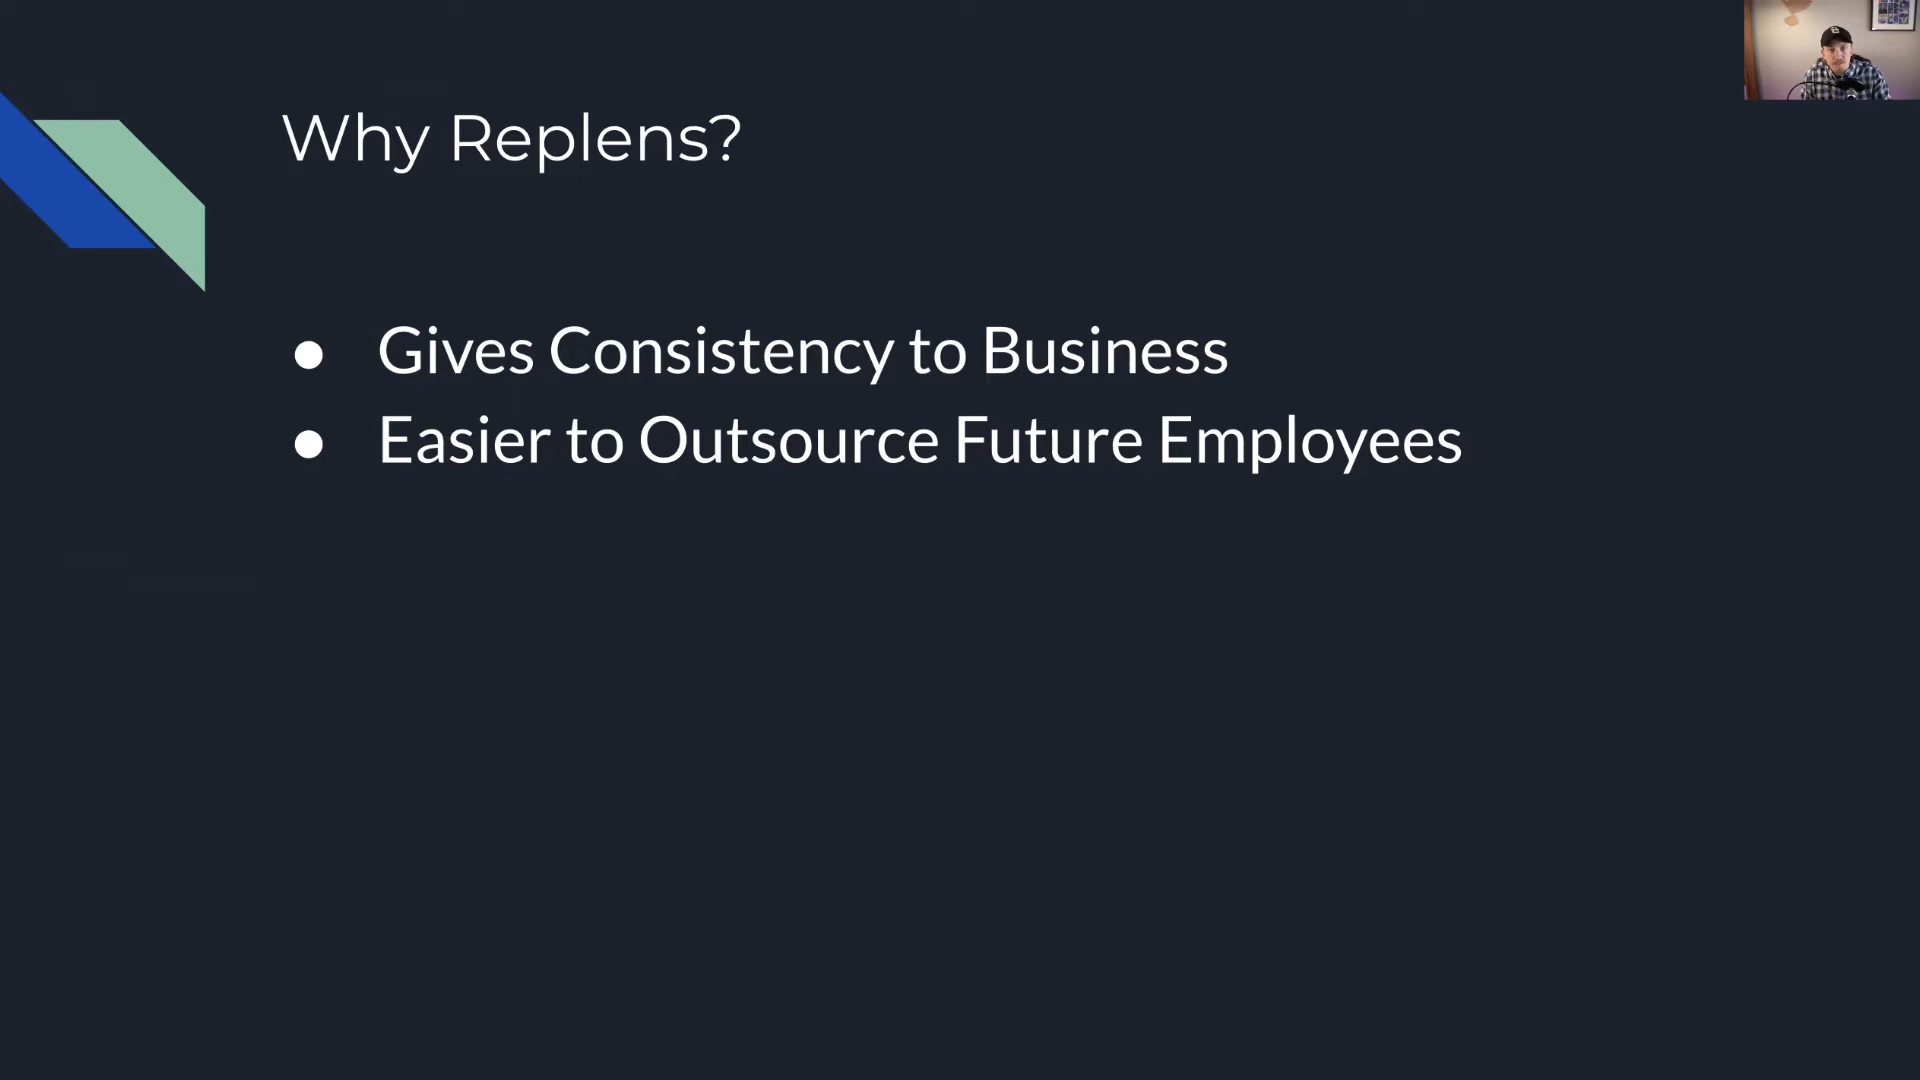 Why Replens?
● Gives Consistency to Business
● Easier to Outsource Future Employees